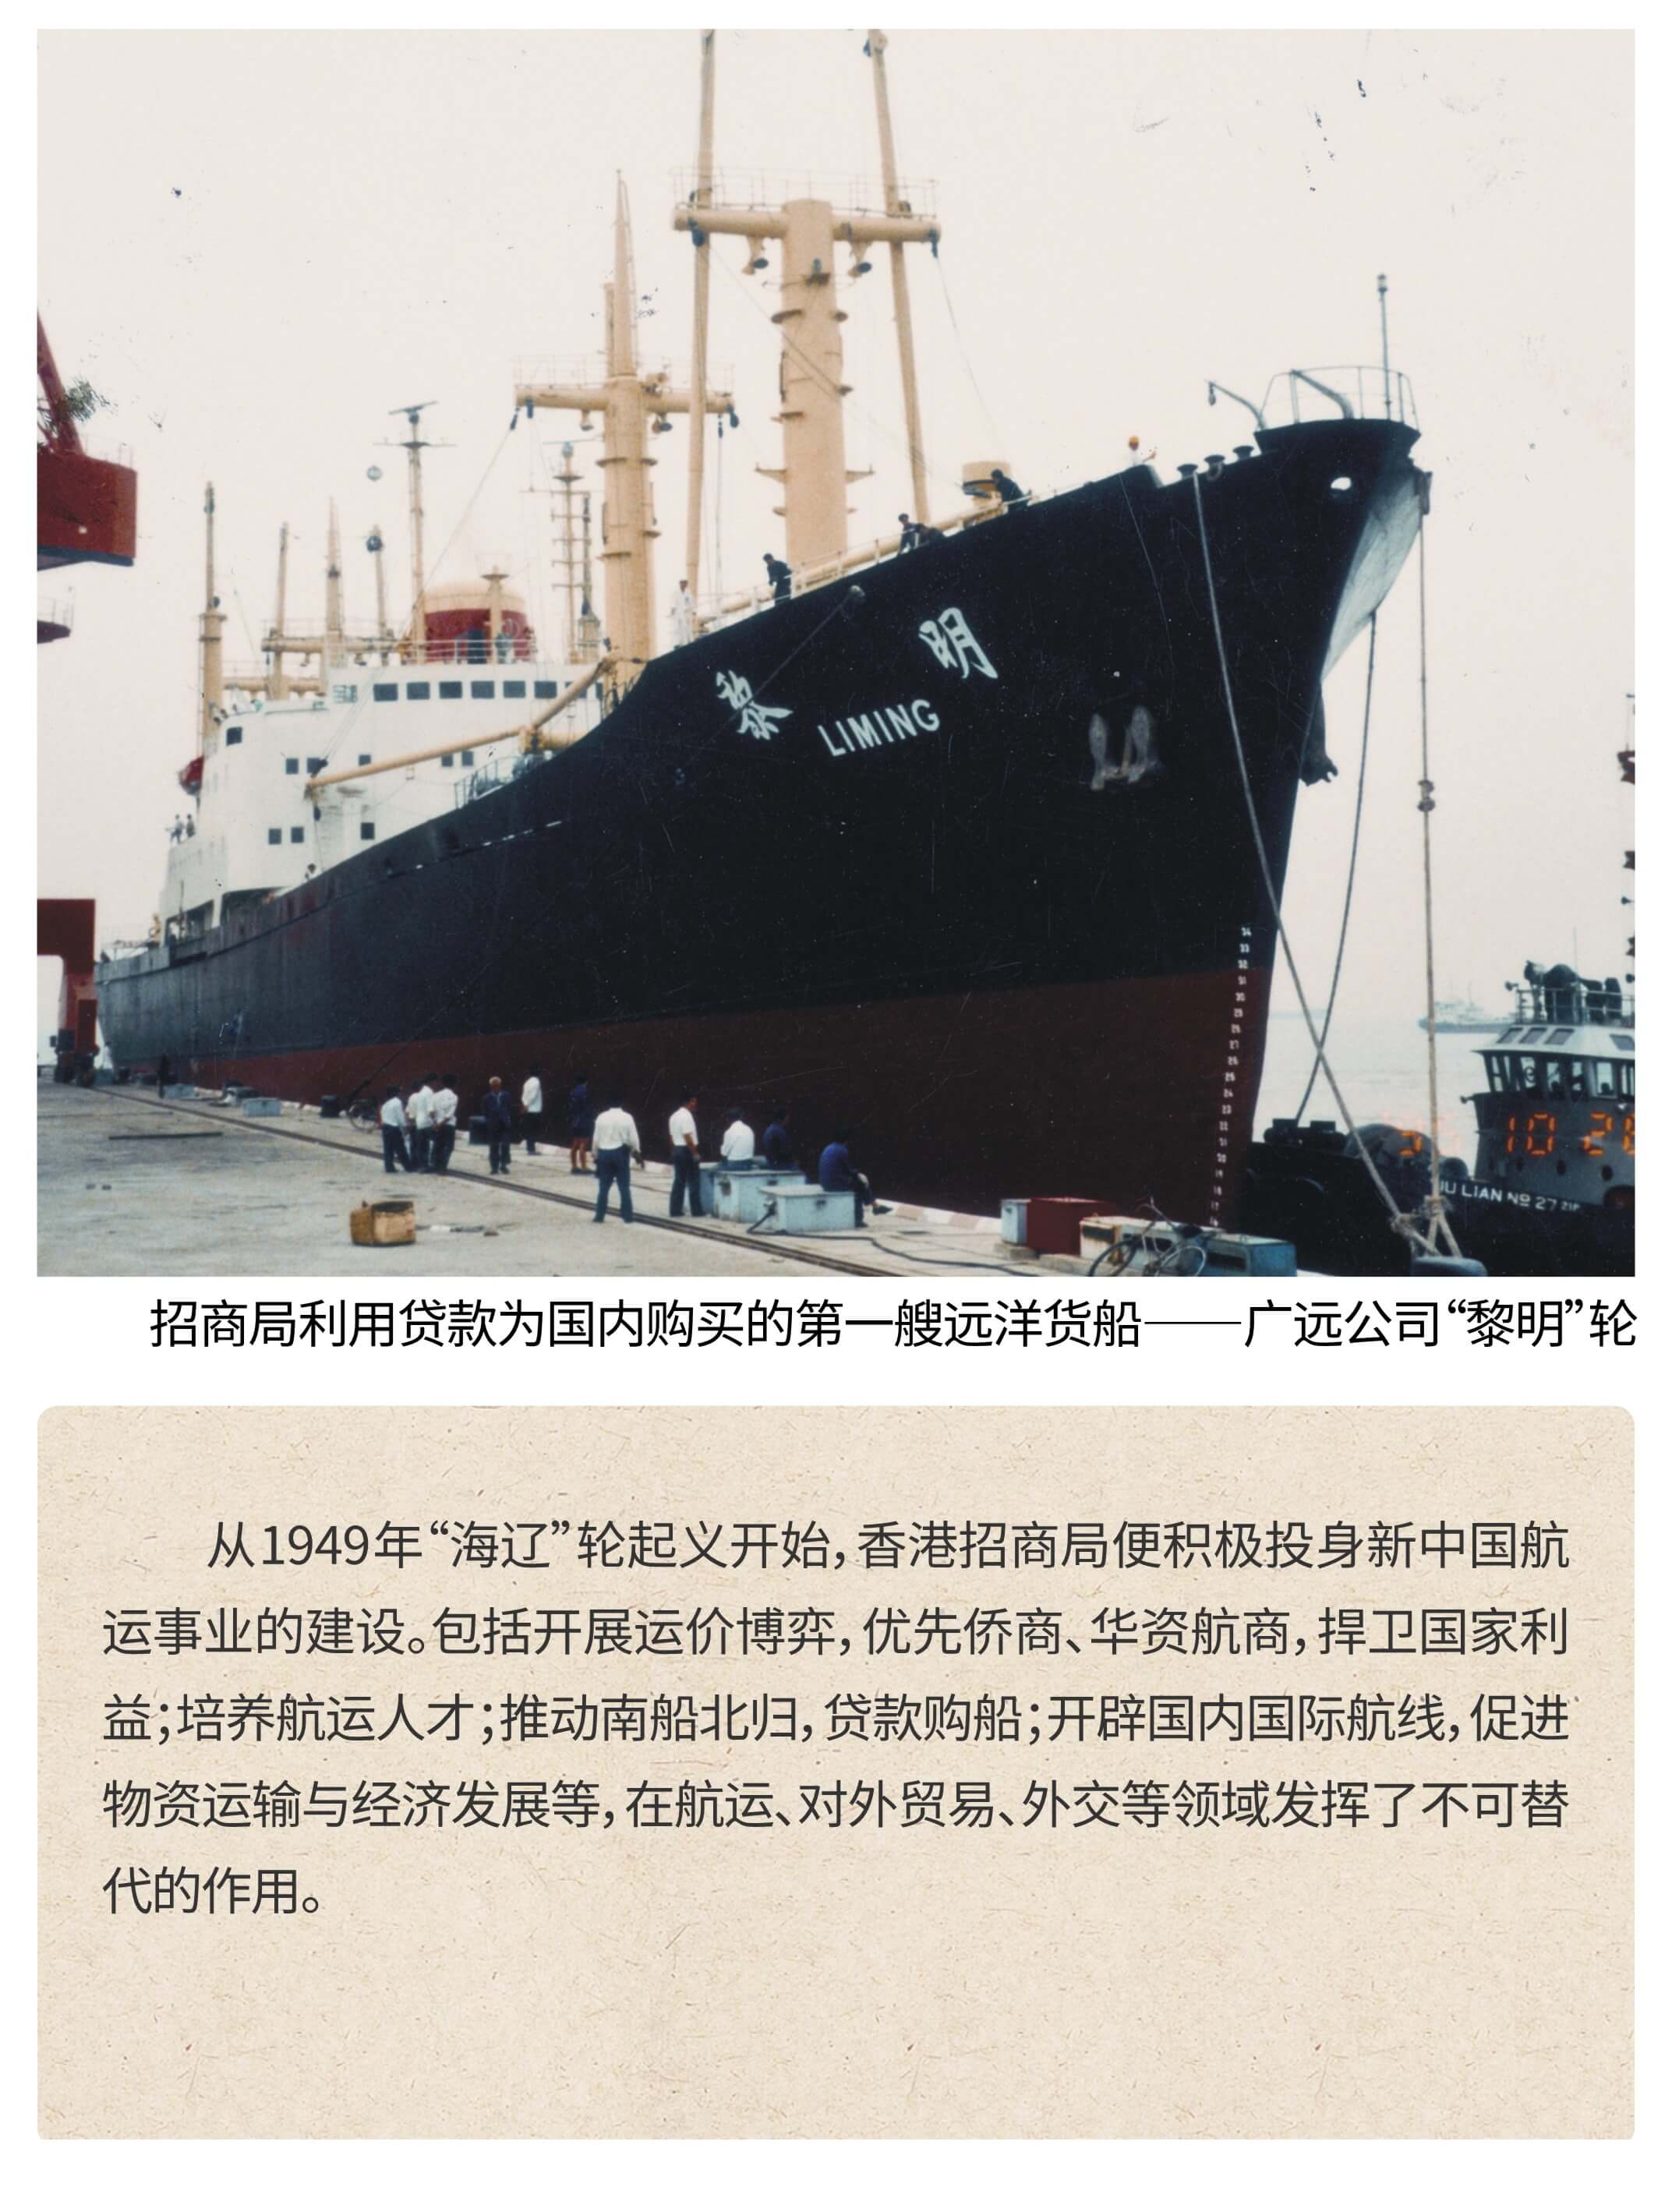 黎明
LIMING
10 2
IU LIAN Nº 27
招商局利用贷款为国内购买的第一艘远洋货船——广远公司“黎明”轮
从1949年“海辽”轮起义开始，香港招商局便积极投身新中国航
运事业的建设。包括开展运价博弈，优先侨商、华资航商，捍卫国家利
益；培养航运人才；推动南船北归，贷款购船；开辟国内国际航线，促进
物资运输与经济发展等，在航运、对外贸易、外交等领域发挥了不可替
代的作用。